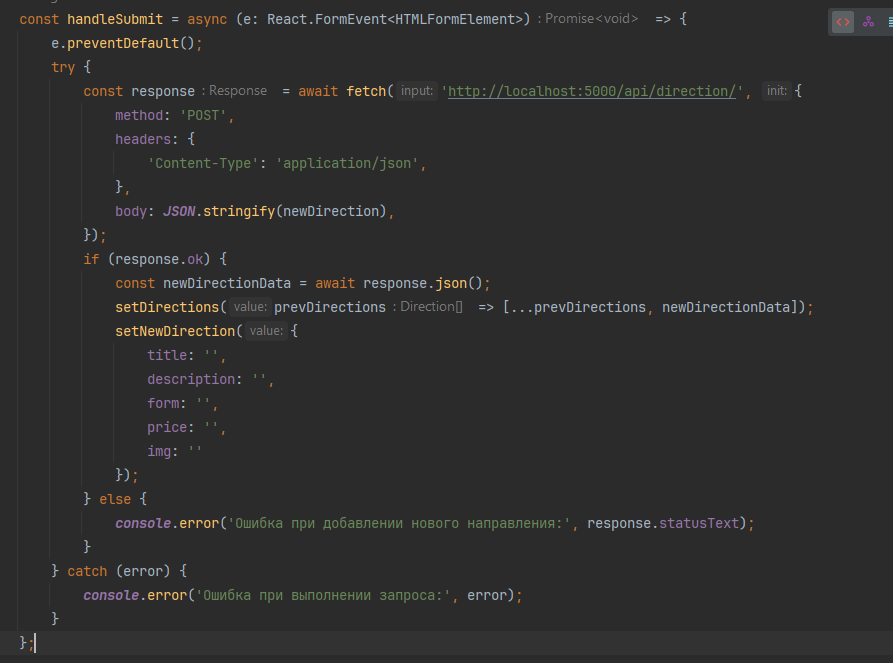 const handleSubmit = async (e: React.FormEvent<HTMLFormElement>) : Promise<void> => {
e.preventDefault();
try {
const response : Response = await fetch( input: 'http://localhost:5000/api/direction/', init: {
method: 'POST',
headers: {
'Content-Type': 'application/json',
},
body: JSON.stringify(newDirection),
});
if (response.ok) {
const newDirectionData = await response.json();
setDirections( value: prevDirections : Direction[] => [...prevDirections, newDirectionData]);
setNewDirection( value: {
title: '',
description: '',
form: '',
price: '',
img: ''
});
} else {
console.error('Ошибка при добавлении нового направления:', response.statusText);
}
} catch (error) {
console.error('Ошибка при выполнении запроса:', error);
}
};